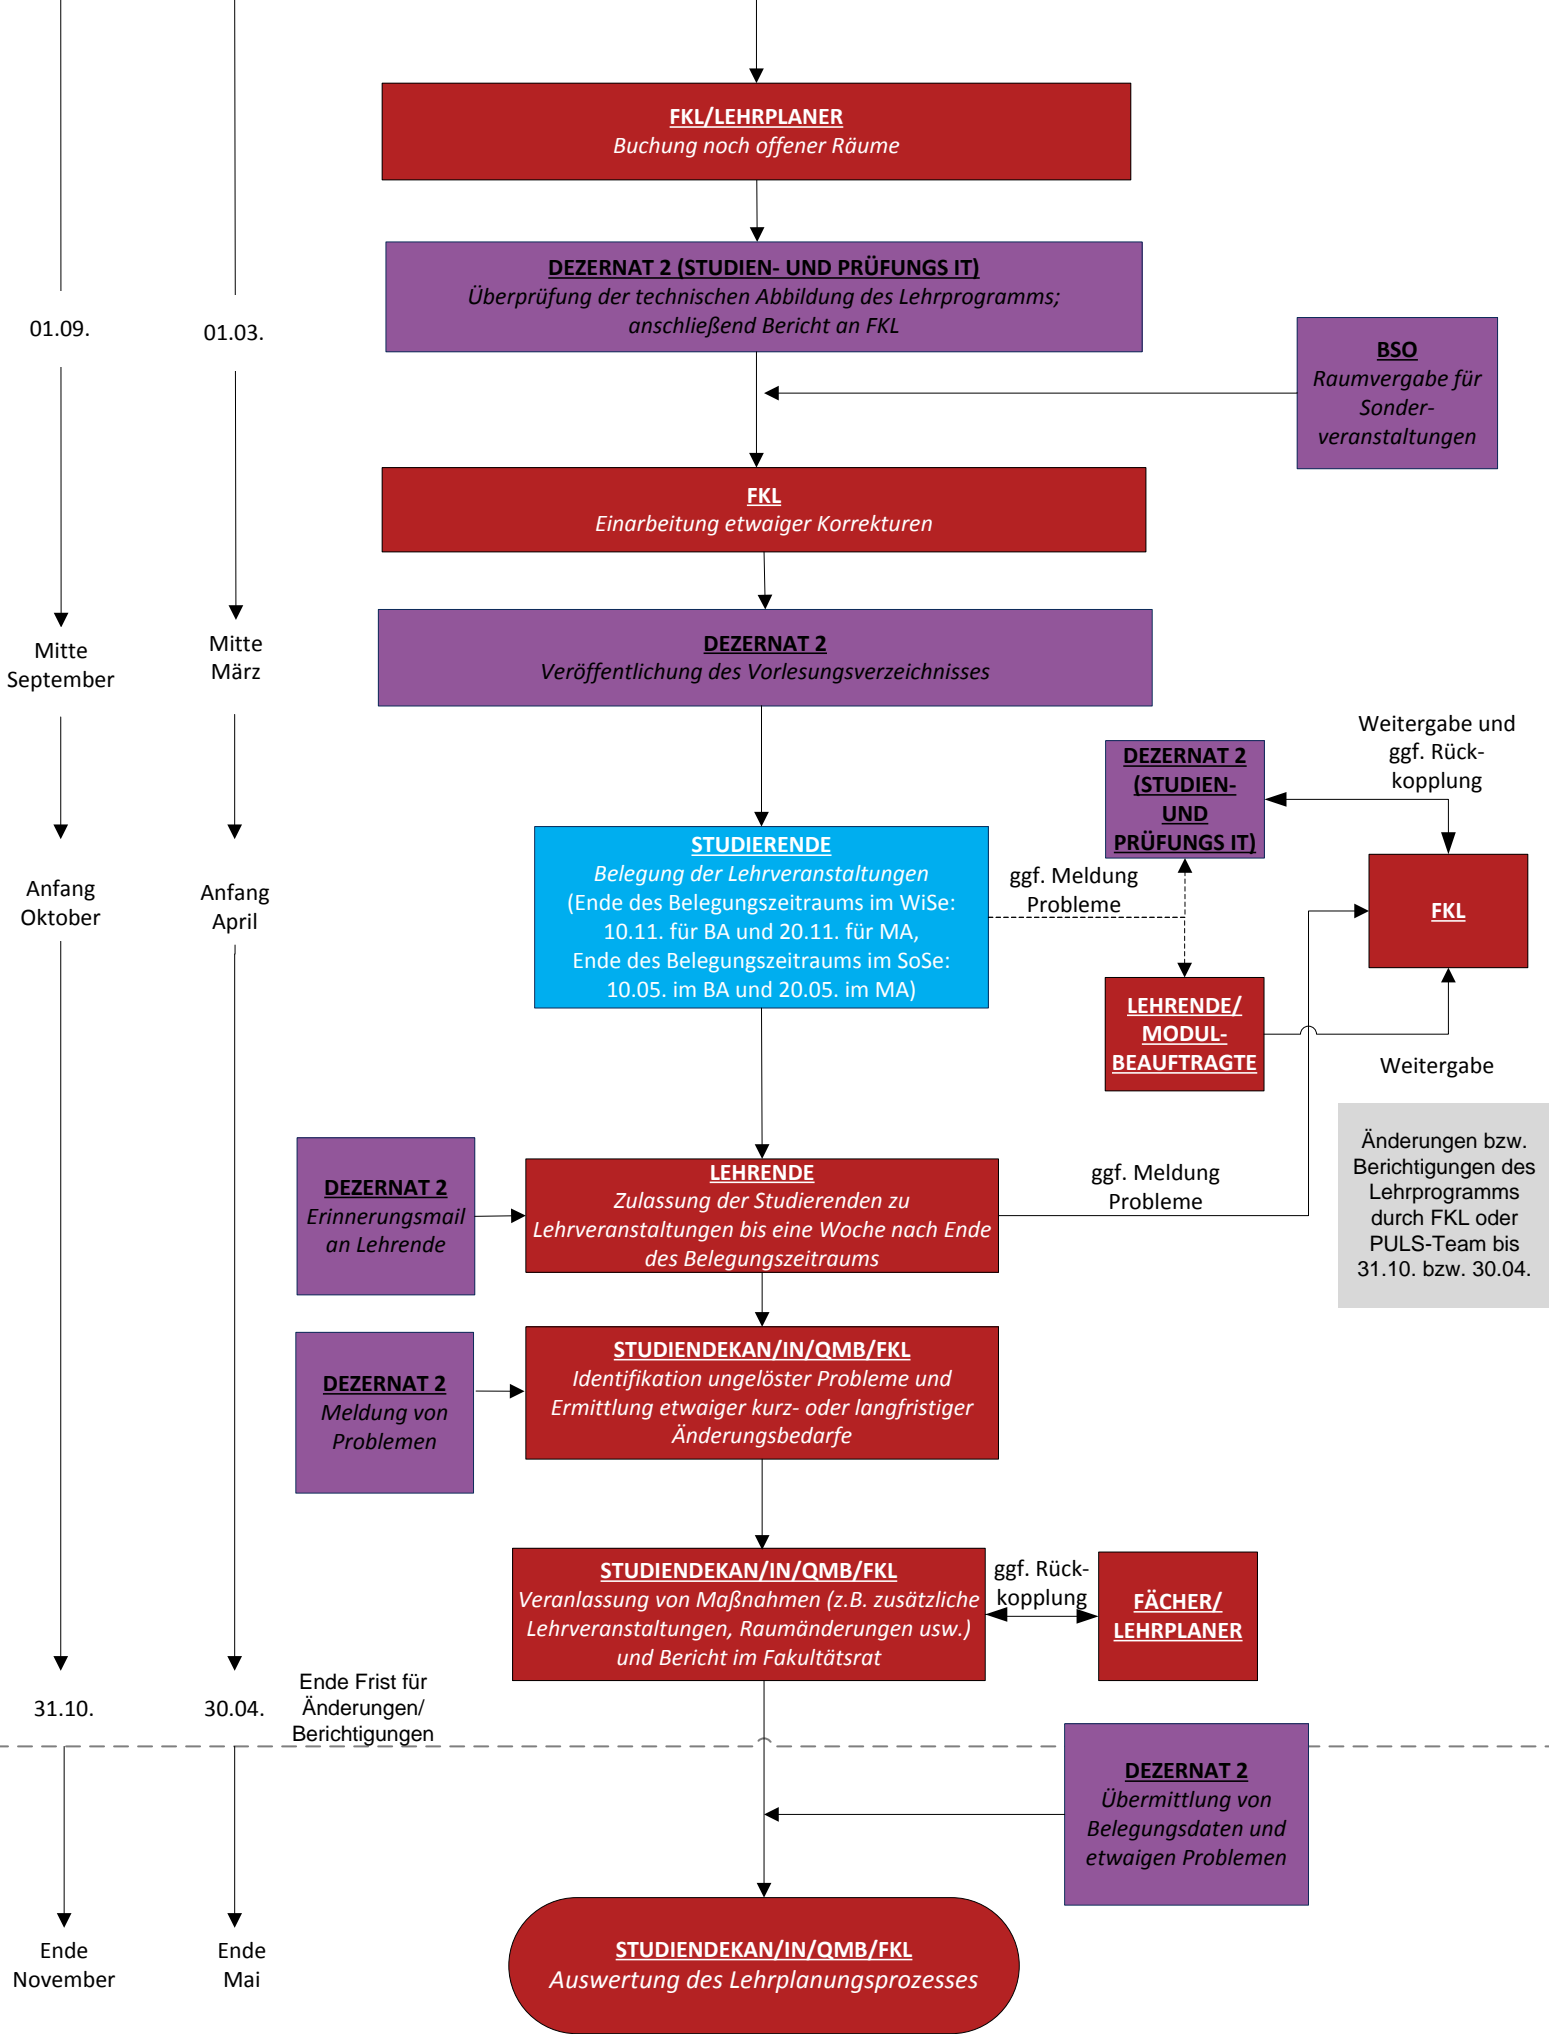 FKL/LEHRPLANER
Buchung noch offener Räume
DEZERNAT 2 (STUDIEN- UND PRÜFUNGS IT)
Überprüfung der technischen Abbildung des Lehrprogramms;
anschließend Bericht an FKL
01.09.
01.03.
BSO
Raumvergabe für
Sonder-
veranstaltungen
FKL
Einarbeitung etwaiger Korrekturen
Mitte
September
Mitte
März
DEZERNAT 2
Veröffentlichung des Vorlesungsverzeichnisses
Weitergabe und
ggf. Rück-
kopplung
DEZERNAT 2
(STUDIEN-
UND
PRÜFUNGS IT)
STUDIERENDE
Belegung der Lehrveranstaltungen
(Ende des Belegungszeitraums im WiSe:
10.11. für BA und 20.11. für MA,
Ende des Belegungszeitraums im SoSe:
10.05. im BA und 20.05. im MA)
ggf. Meldung
Probleme
Anfang
Oktober
Anfang
April
FKL
LEHRENDE/
MODUL-
BEAUFTRAGTE
Weitergabe
Änderungen bzw.
Berichtigungen des
Lehrprogramms
durch FKL oder
PULS-Team bis
31.10. bzw. 30.04.
DEZERNAT 2
Erinnerungsmail
an Lehrende
LEHRENDE
Zulassung der Studierenden zu
Lehrveranstaltungen bis eine Woche nach Ende
des Belegungszeitraums
ggf. Meldung
Probleme
DEZERNAT 2
Meldung von
Problemen
STUDIENDEKAN/IN/QMB/FKL
Identifikation ungelöster Probleme und
Ermittlung etwaiger kurz- oder langfristiger
Änderungsbedarfe
STUDIENDEKAN/IN/QMB/FKL
Veranlassung von Maßnahmen (z.B. zusätzliche
Lehrveranstaltungen, Raumänderungen usw.)
und Bericht im Fakultätsrat
ggf. Rück-
kopplung
FÄCHER/
LEHRPLANER
31.10.
30.04.
Ende Frist für
Änderungen/
Berichtigungen
DEZERNAT 2
Übermittlung von
Belegungsdaten und
etwaigen Problemen
Ende
November
Ende
Mai
STUDIENDEKAN/IN/QMB/FKL
Auswertung des Lehrplanungsprozesses